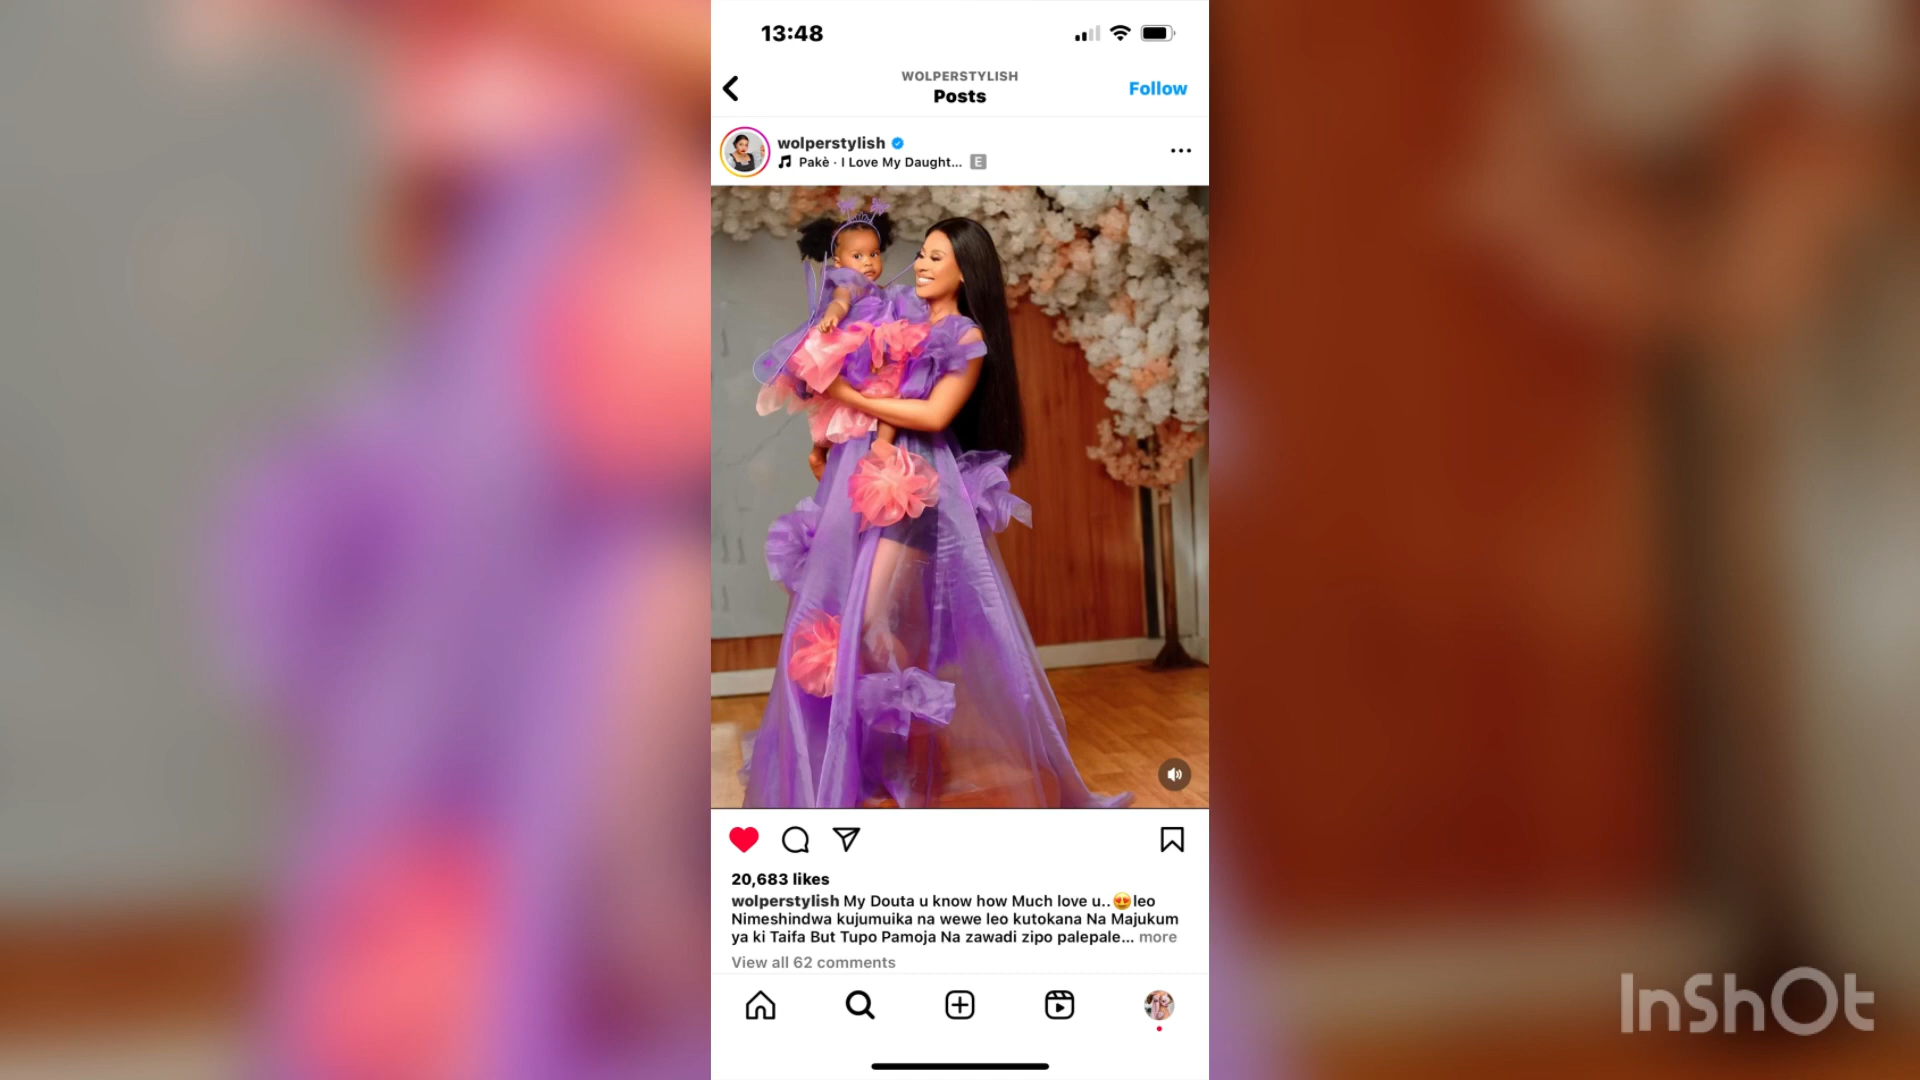 13:48
WOLPERSTYLISH
Posts
Follow
wolperstylish
Pakè · I Love My Daught... E
20,683 likes
wolperstylish My Douta u know how Much love u..😍leo
Nimeshindwa kujumuika na wewe leo kutokana Na Majukum
ya ki Taifa But Tupo Pamoja Na zawadi zipo palepale... more
View all 62 comments
InShOt